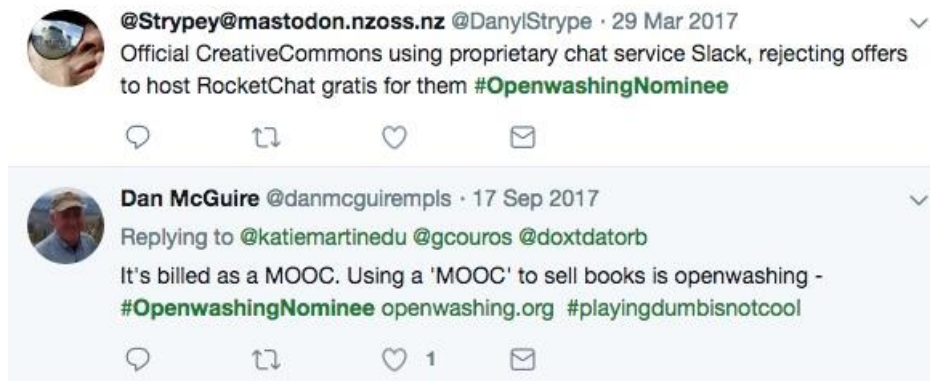 @Strypey@mastodon.nzoss.nz @DanylStrype · 29 Mar 2017
Official CreativeCommons using proprietary chat service Slack, rejecting offers
to host RocketChat gratis for them #OpenwashingNominee
Dan McGuire @danmcguirempls · 17 Sep 2017
Replying to @katiemartinedu @gcouros @doxtdatorb
It's billed as a MOOC. Using a 'MOOC' to sell books is openwashing -
#OpenwashingNominee openwashing.org #playingdumbisnotcool
1